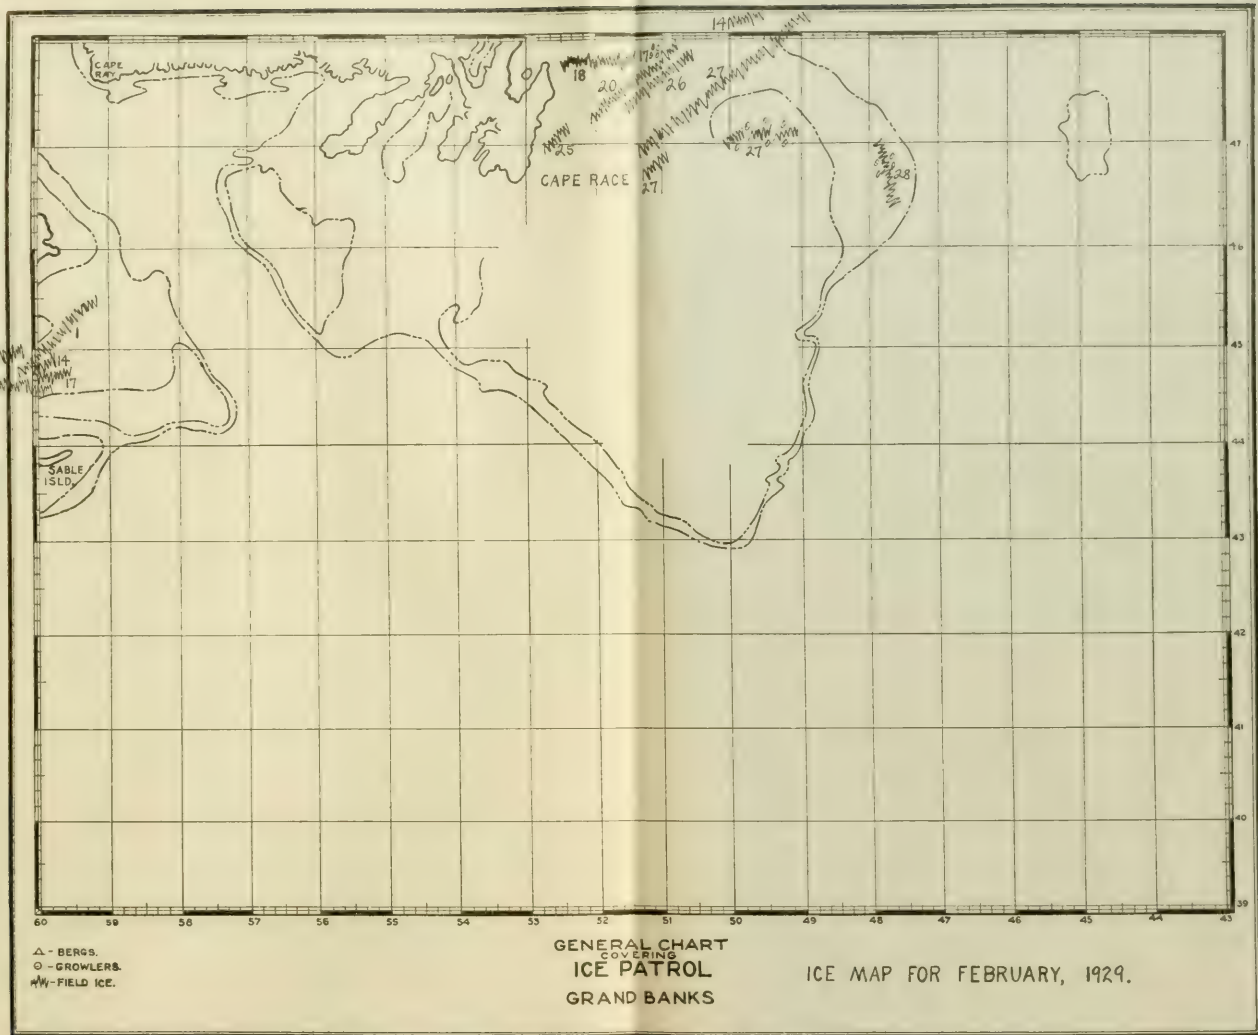 14
CAPE
RAY
18
17
20
26
27
25
27
47
28
CAPE RACE
27
46
1
14
45
17
44
SABLE
ISLD.
43
42
41
40
39
60 59 58 57 56 55 54 53 52 51 50 49 48 47 46 45 44 43
△ - BERGS.
○ - GROWLERS.
- FIELD ICE.
GENERAL CHART
COVERING
ICE PATROL
GRAND BANKS
ICE MAP FOR FEBRUARY, 1929.